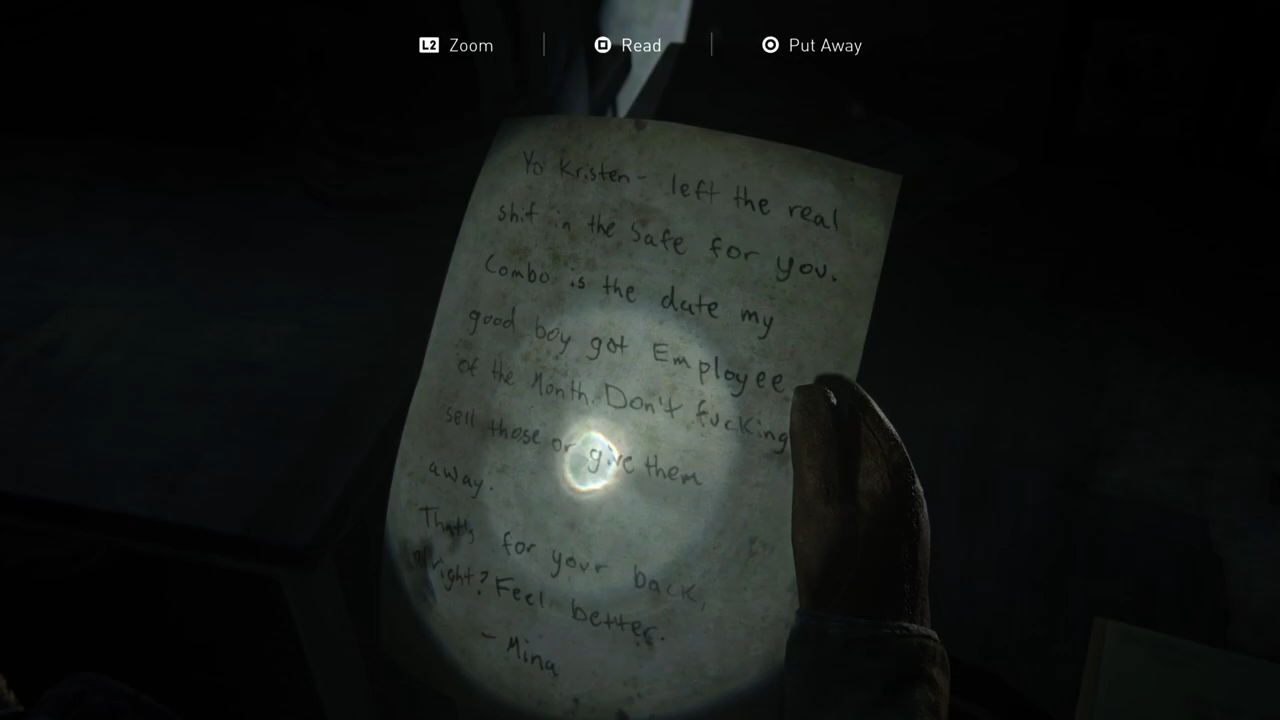 L2 Zoom Read Put Away
Yo Kristen- left the real
shit in the safe for you.
Combo is the date my
good boy got Employee
of the Month. Don't fucking
sell those or give them
away.
That's for your back,
alright? Feel better.
- Mina